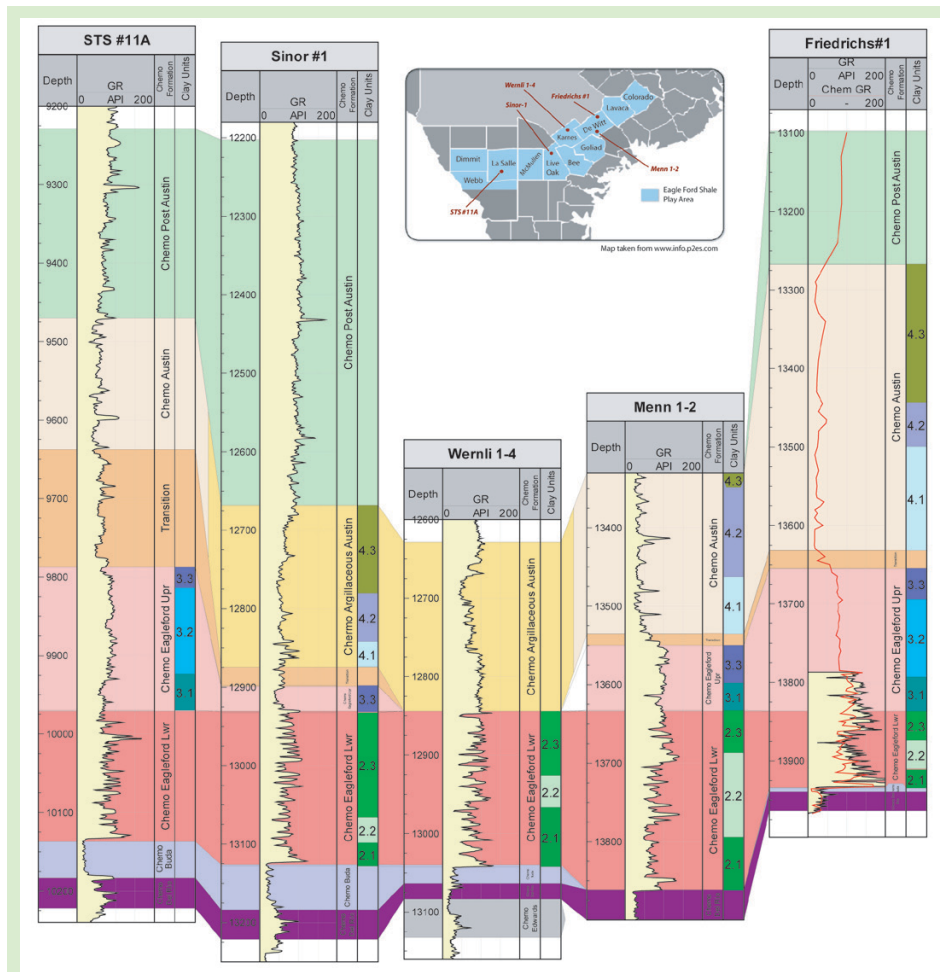 STS #11A
Depth
GR
API 200
Chemo
Formation
Clay Units
9200
9300
9400
9500
9600
9700
9800
9900
10000
10100
Chemo Post Austin
Chemo Austin
Transition
Chemo Eagleford Upr
Chemo Eagleford Lwr
Chemo
Buda
3.3
3.2
3.1
Sinor #1
Depth
GR
API
0 200
Chemo
Formation
Clay Units
12200
12300
12400
12500
12600
12700
12800
12900
13000
13100
Chemo Post Austin
Chermo Argillaceous Austin
Chemo Eagleford Lwr
Chemo Buda
4.3
4.2
4.1
3.3
2.3
2.2
2.1
Wernli 1-4
Depth
GR
0 API 200
Chemo
Formation
Clay Units
12600
12700
12800
12900
13000
13100
Chemo Argillaceous Austin
Chemo Eagleford Lwr
Chemo
Edwards
2.3
2.2
2.1
Menn 1-2
Depth
GR
0 API 200
Chemo
Formation
Clay Units
13400
13500
13600
13700
13800
Chemo Austin
Transition
Chemo Eagleford
Upr
Chemo Eagleford Lwr
4.3
4.2
4.1
3.3
3.1
2.3
2.2
2.1
Friedrichs#1
Depth
GR
0 API 200
Chem GR
0 - 200
Chemo
Formation
Clay Units
13100
13200
13300
13400
13500
13600
13700
13800
13900
Chemo Post Austin
Chemo Austin
Chemo Eagleford Upr
Chemo Eagleford Lwr
4.3
4.2
4.1
3.3
3.2
3.1
2.3
2.2
2.1
Wernli 1-4
Friedrichs #1
Sinor-1
Colorado
Lavaca
De Witt
Karnes
Goliad
Dimmit
La Salle
McMullen
Live
Oak
Bee
Webb
Menn 1-2
STS #11A
Eagle Ford Shale
Play Area
Map taken from www.info.p2es.com